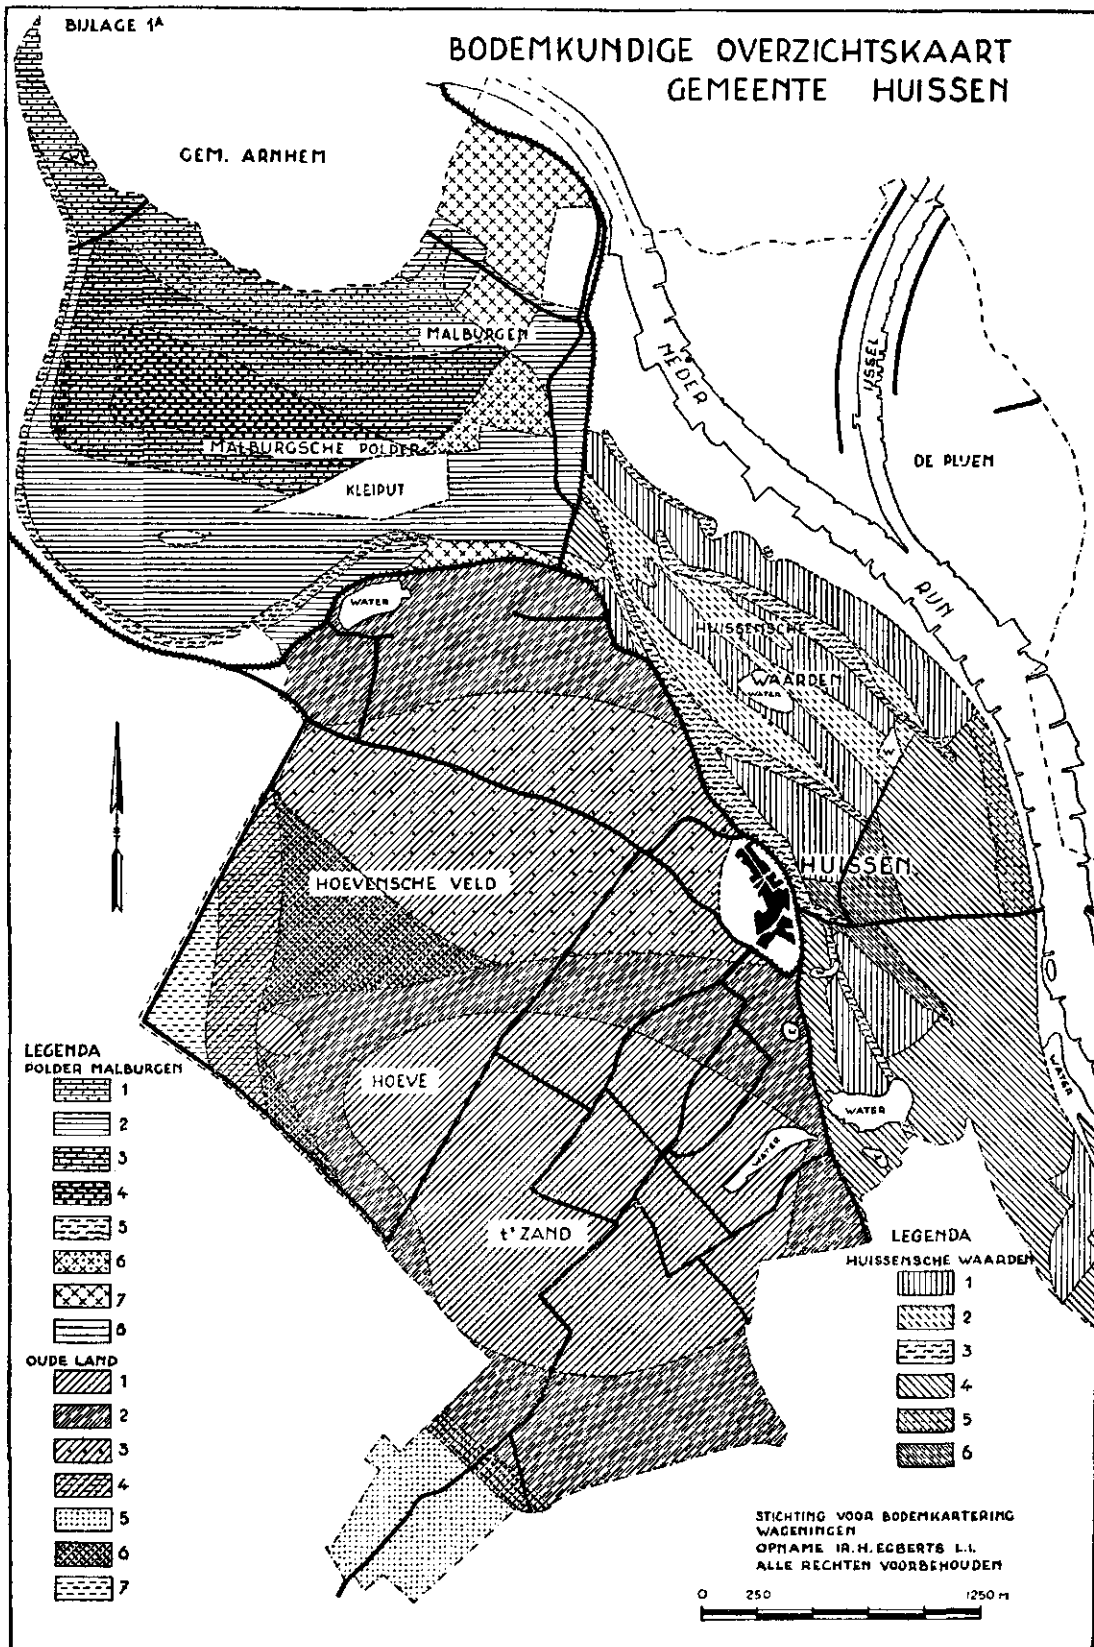 BIJLAGE 1A
BODEMKUNDIGE OVERZICHTSKAART
GEMEENTE HUISSEN
GEM. ARNHEM
MALBURGEN
NEDER
IJSSEL
MALBURGSCHE POLDER
DE PLIJEN
KLEIPUT
RIJN
WATER
HUISSENSCHE
WAARDEN
WATER
W
HUISSEN
HOEVENSCHE VELD
HOEVE
WATER
WATER
WATER
t' ZAND
LEGENDA
POLDER MALBURGEN
1
2
3
4
5
6
7
8
OUDE LAND
1
2
3
4
5
6
7
LEGENDA
HUISSENSCHE WAARDEN
1
2
3
4
5
6
STICHTING VOOR BODEMKARTERING
WAGENINGEN
OPNAME IR. H. EGBERTS L.I.
ALLE RECHTEN VOORBEHOUDEN
0 250 1250 M